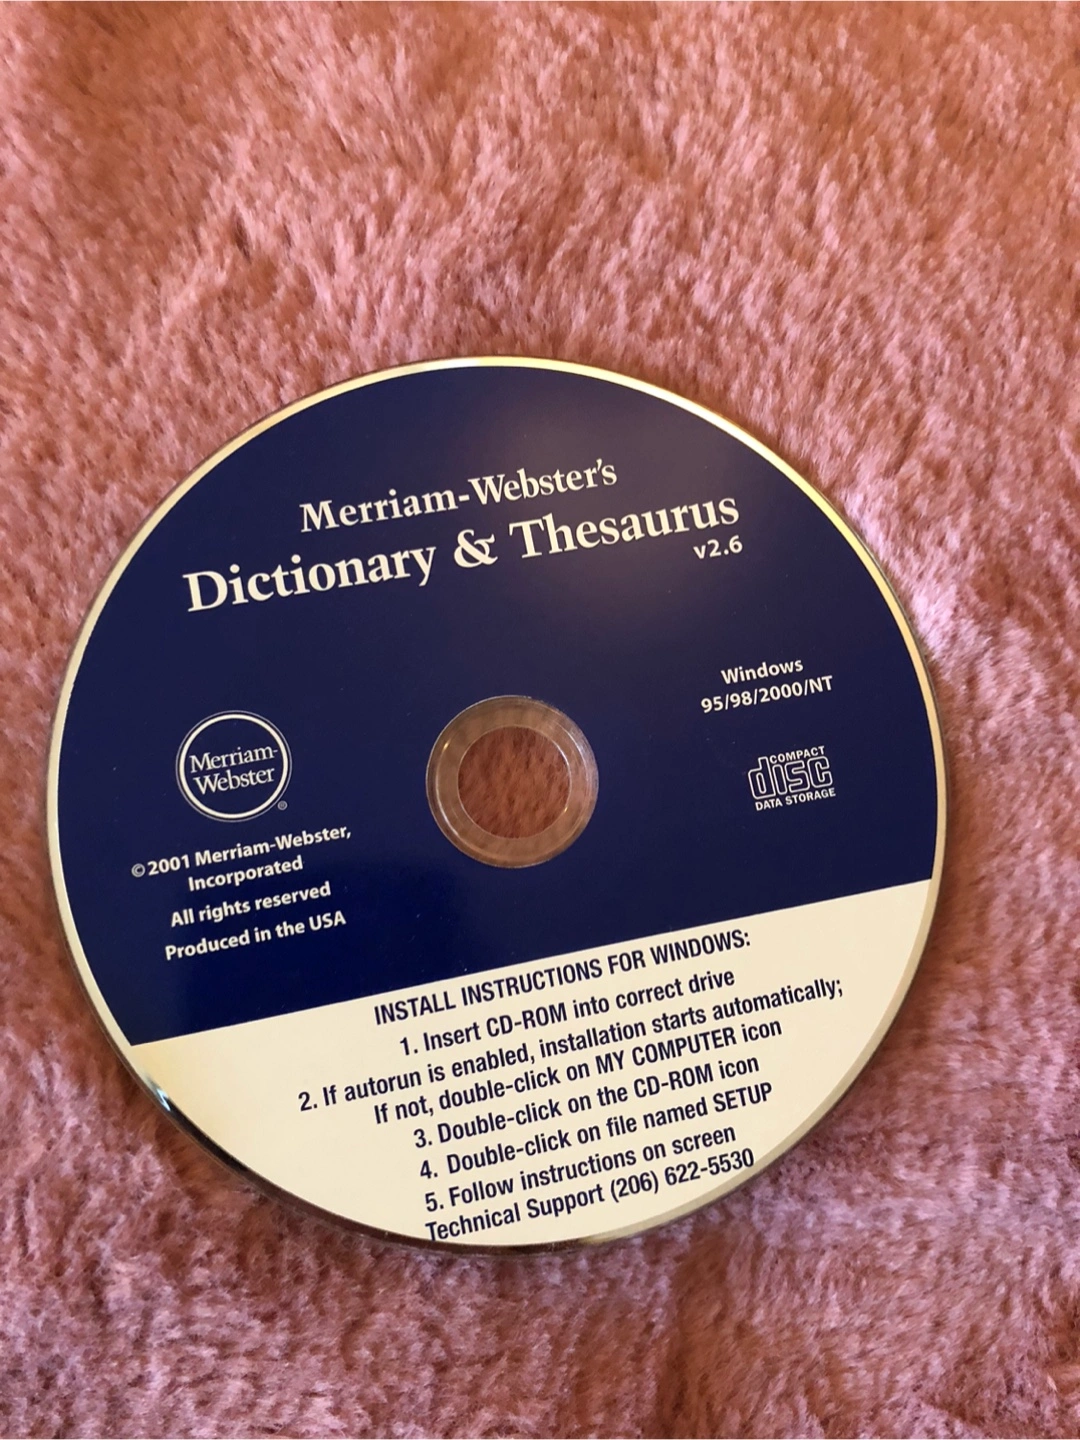 Merriam-Webster's
Dictionary & Thesaurus
v2.6
Windows
95/98/2000/NT
Merriam-
Webster
®
COMPACT
disc
DATA STORAGE
©2001 Merriam-Webster,
Incorporated
All rights reserved
Produced in the USA
INSTALL INSTRUCTIONS FOR WINDOWS:
1. Insert CD-ROM into correct drive
2. If autorun is enabled, installation starts automatically;
If not, double-click on MY COMPUTER icon
3. Double-click on the CD-ROM icon
4. Double-click on file named SETUP
5. Follow instructions on screen
Technical Support (206) 622-5530